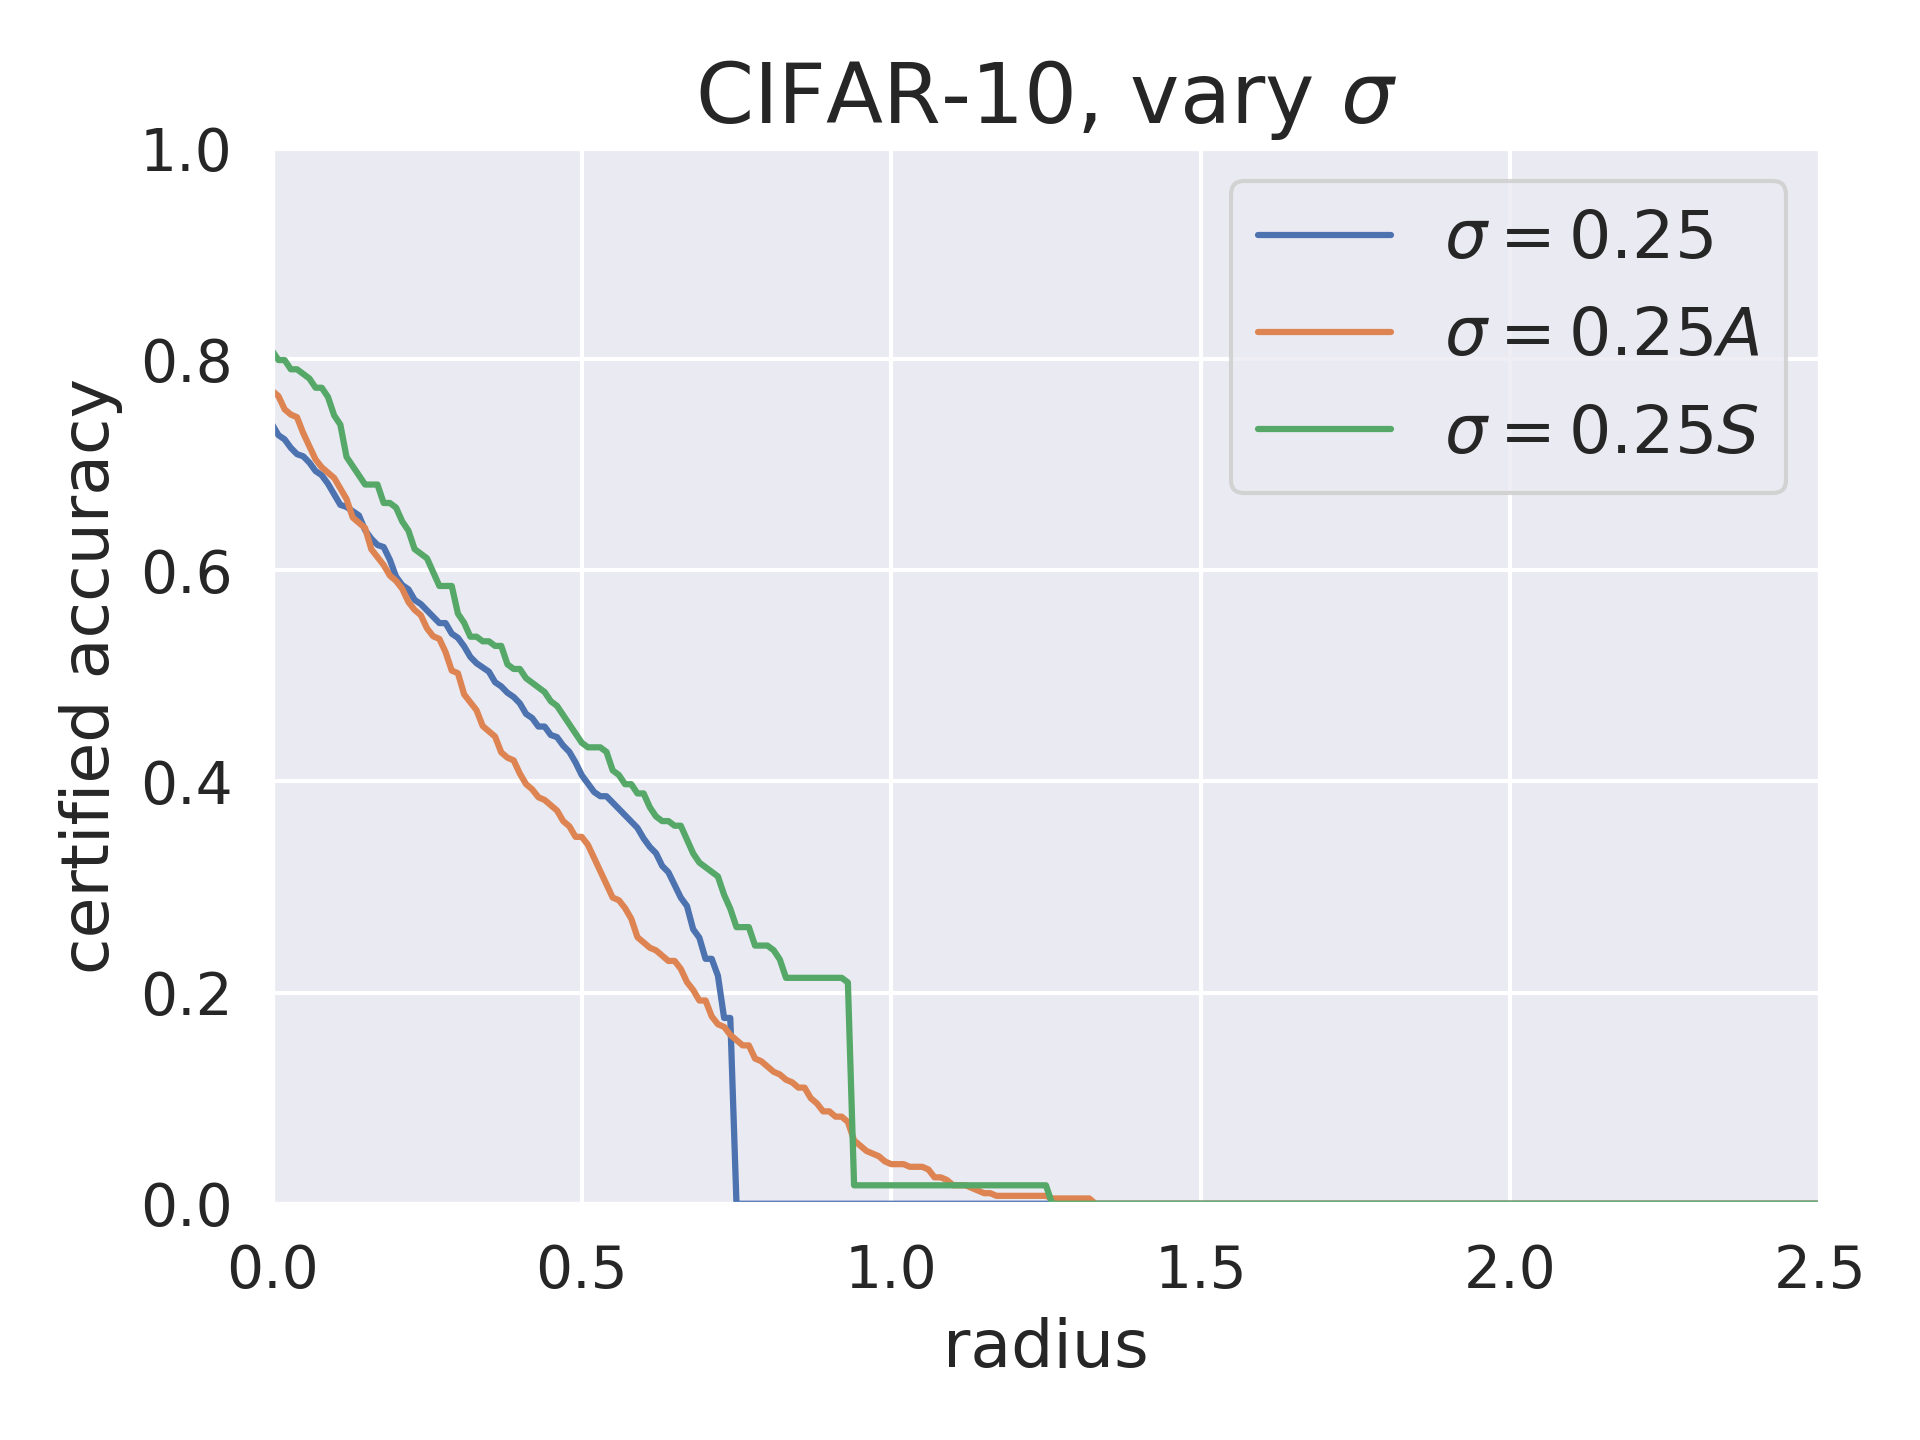 CIFAR-10, vary σ
1.0
0.8
0.6
0.4
0.2
0.0
certified accuracy
σ = 0.25
σ = 0.25A
σ = 0.25S
0.0 0.5 1.0 1.5 2.0 2.5
radius